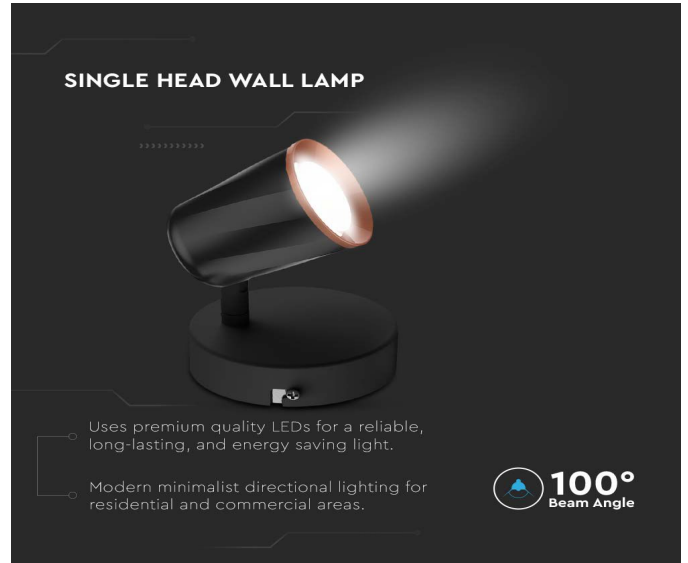 SINGLE HEAD WALL LAMP
Uses premium quality LEDs for a reliable,
long-lasting, and energy saving light.
Modern minimalist directional lighting for
residential and commercial areas.
100°
Beam Angle